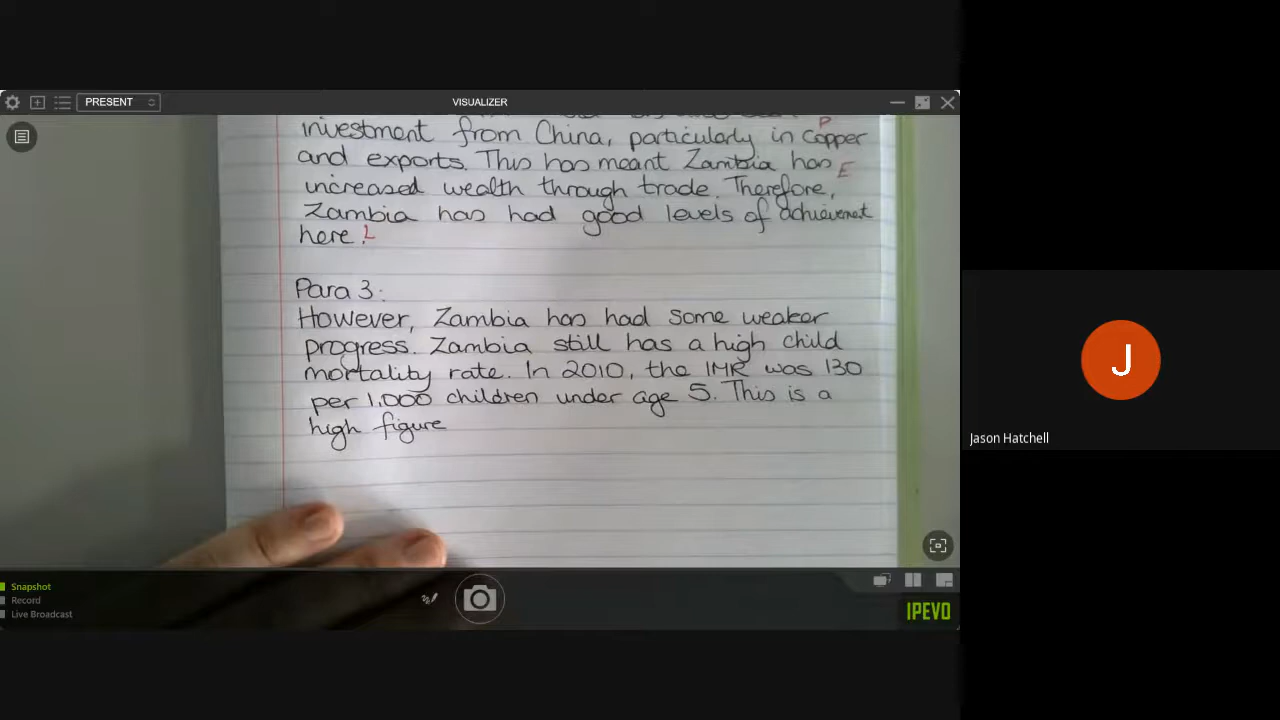 PRESENT
VISUALIZER
investment from China, particularly in copper P
and exports. This has meant Zambia has E
increased wealth through trade. Therefore,
Zambia has had good levels of achievenet
here. L
Para 3:
However, Zambia has had some weaker
progress. Zambia still has a high child
mortality rate. In 2010, the IMR was 130
per 1,000 children under age 5. This is a
high figure
Snapshot
Record
Live Broadcast
IPEVO
J
Jason Hatchell